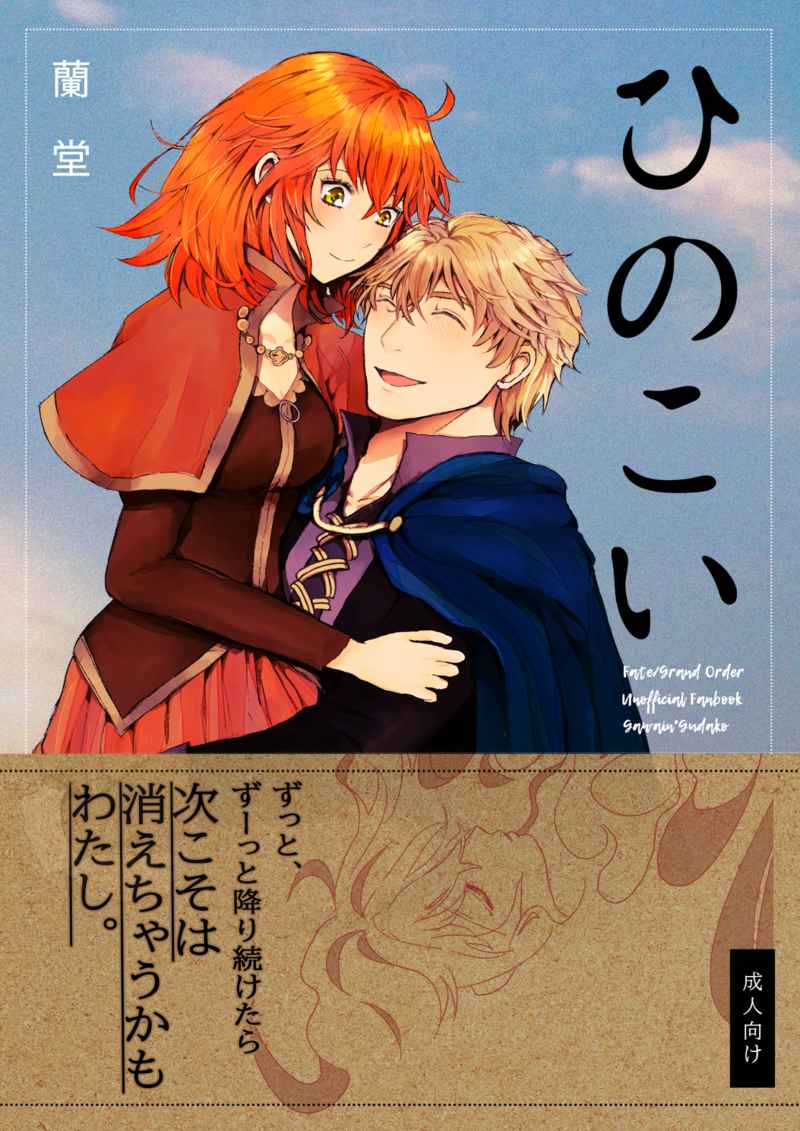 ひのこい
蘭堂
Fate/Grand Order
Unofficial Fanbook
Gawain*Gudako
ずっと、
ずーっと降り続けたら
次こそは
消えちゃうかも
わたし。
成人向け